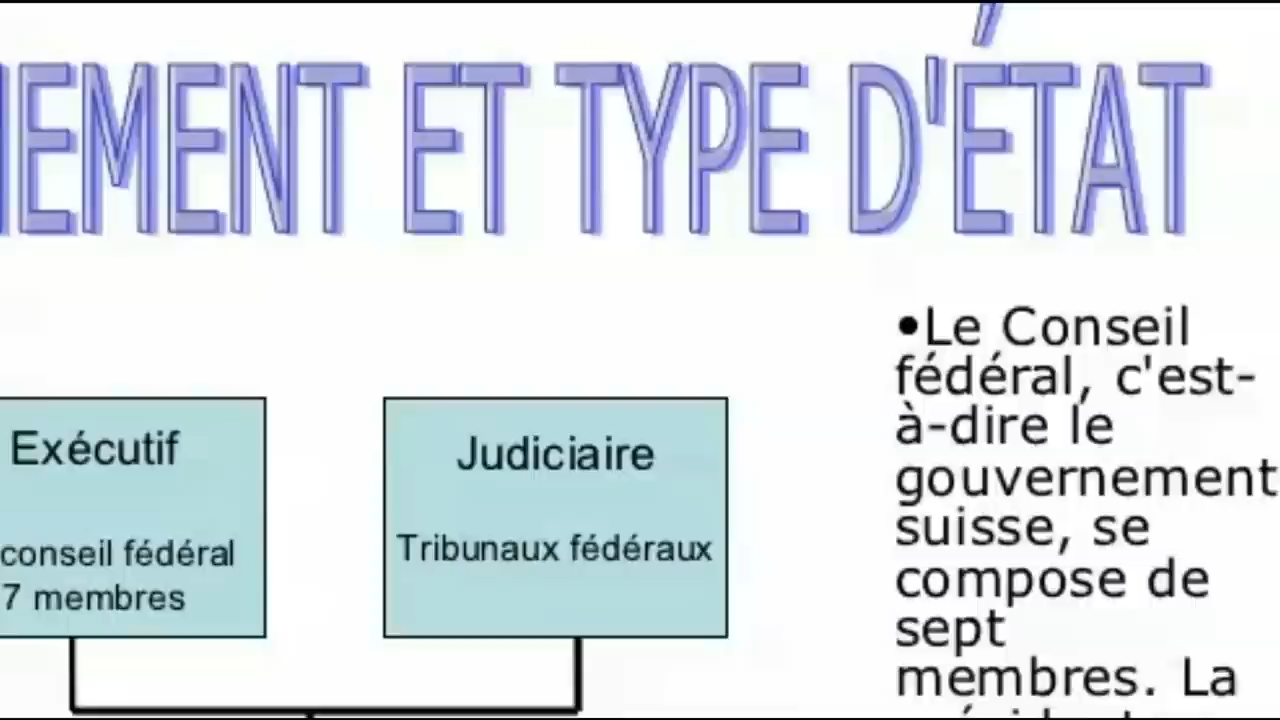 NEMENT ET TYPE D'ÉTAT
Exécutif
conseil fédéral
7 membres
Judiciaire
Tribunaux fédéraux
•Le Conseil
fédéral, c'est-
à-dire le
gouvernement
suisse, se
compose de
sept
membres. La